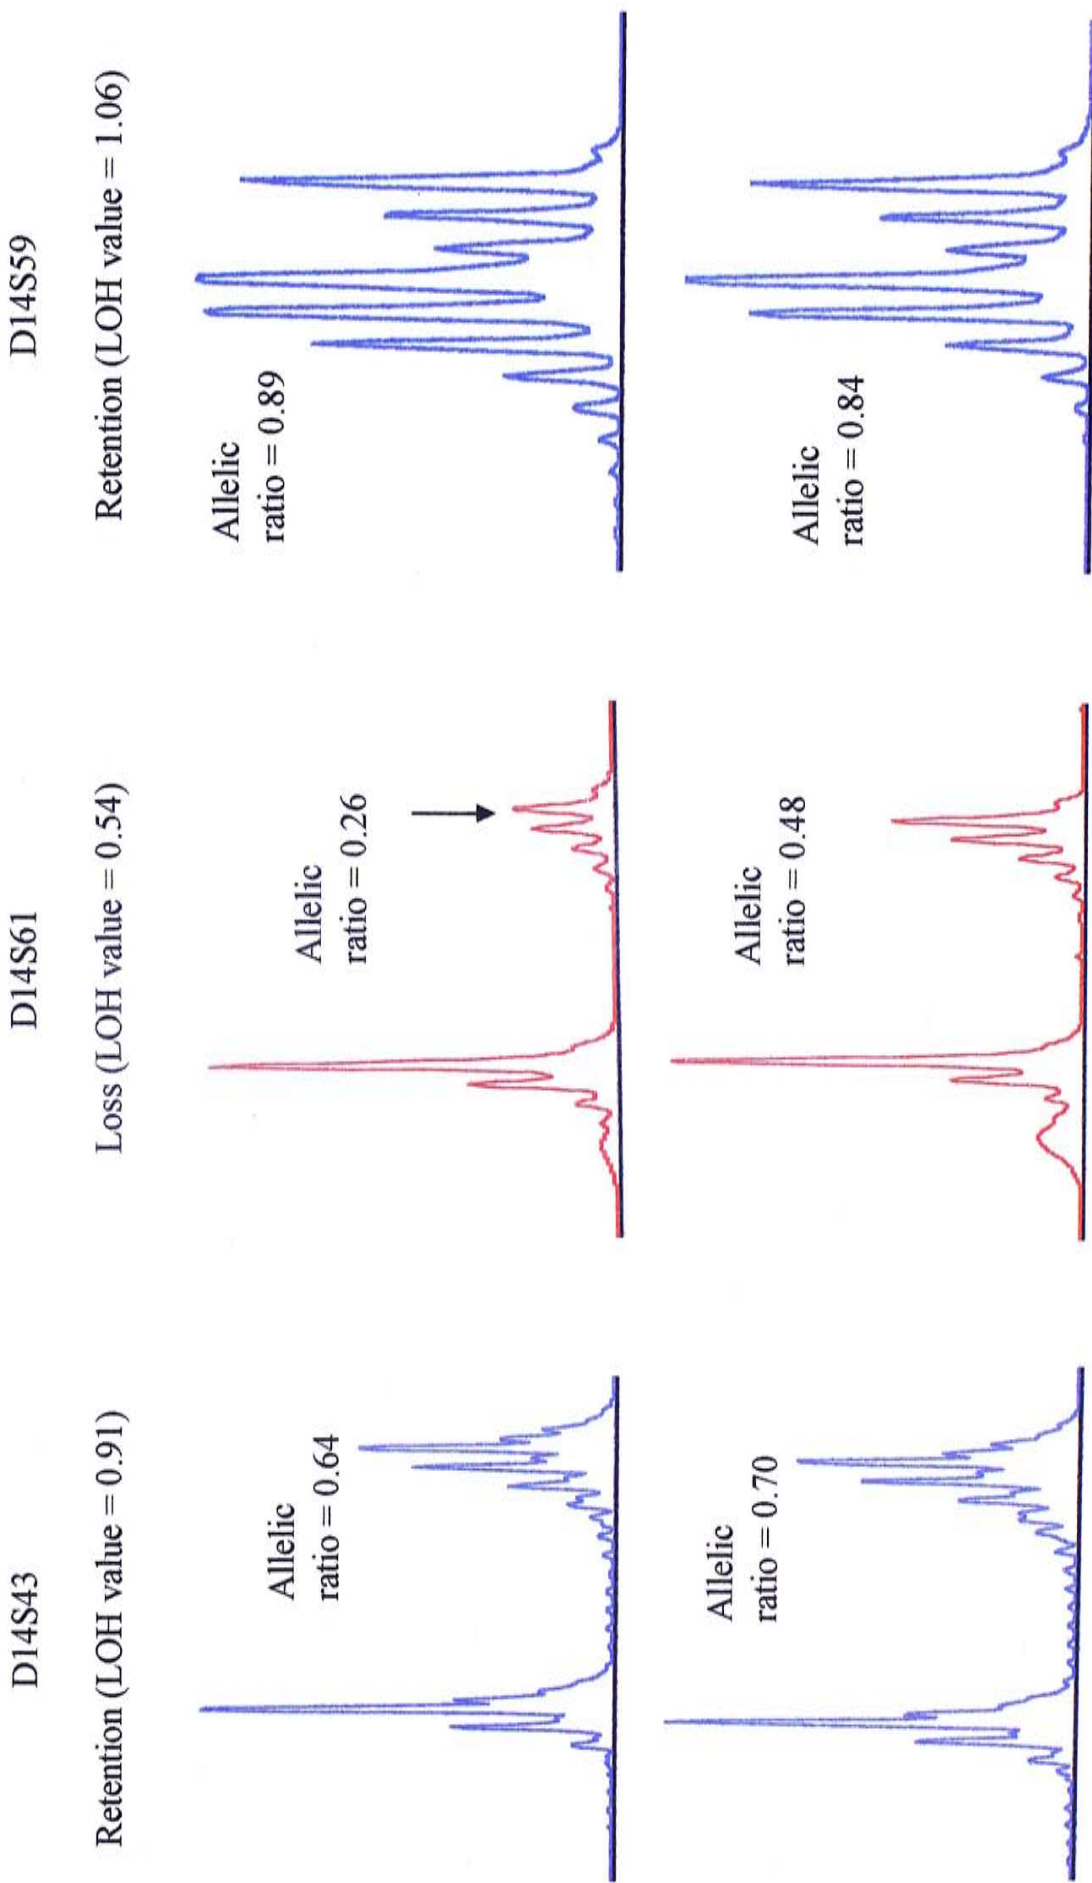 D14S43
Retention (LOH value = 0.91)
Allelic
ratio = 0.64
Allelic
ratio = 0.70
D14S61
Loss (LOH value = 0.54)
Allelic
ratio = 0.26
Allelic
ratio = 0.48
D14S59
Retention (LOH value = 1.06)
Allelic
ratio = 0.89
Allelic
ratio = 0.84